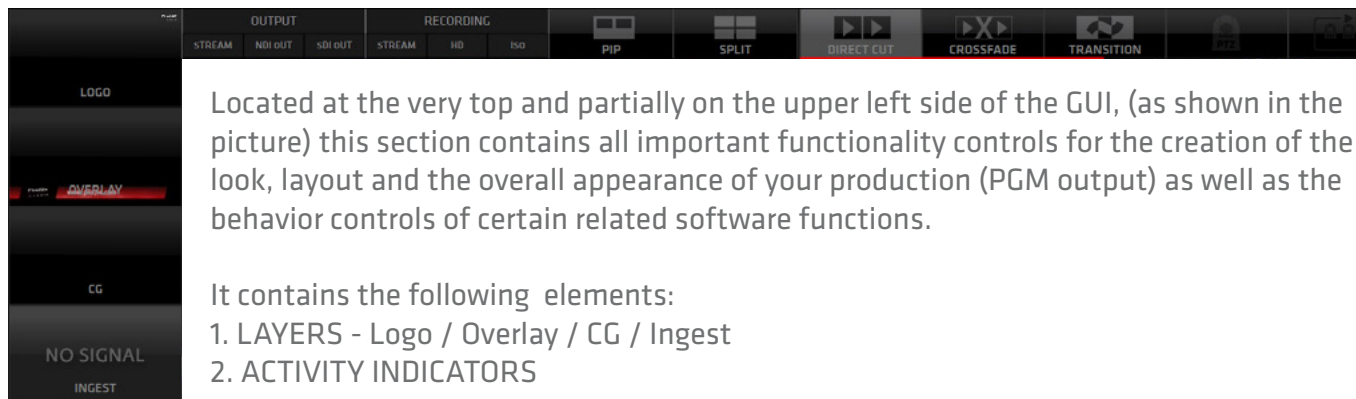 OUTPUT
RECORDING
STREAM
NDI OUT
SDI OUT
STREAM
HD
ISO
PIP
SPLIT
DIRECT CUT
CROSSFADE
TRANSITION
PTZ
LOGO
OVERLAY
CG
NO SIGNAL
INGEST
Located at the very top and partially on the upper left side of the GUI, (as shown in the
picture) this section contains all important functionality controls for the creation of the
look, layout and the overall appearance of your production (PGM output) as well as the
behavior controls of certain related software functions.
It contains the following elements:
1. LAYERS - Logo / Overlay / CG / Ingest
2. ACTIVITY INDICATORS